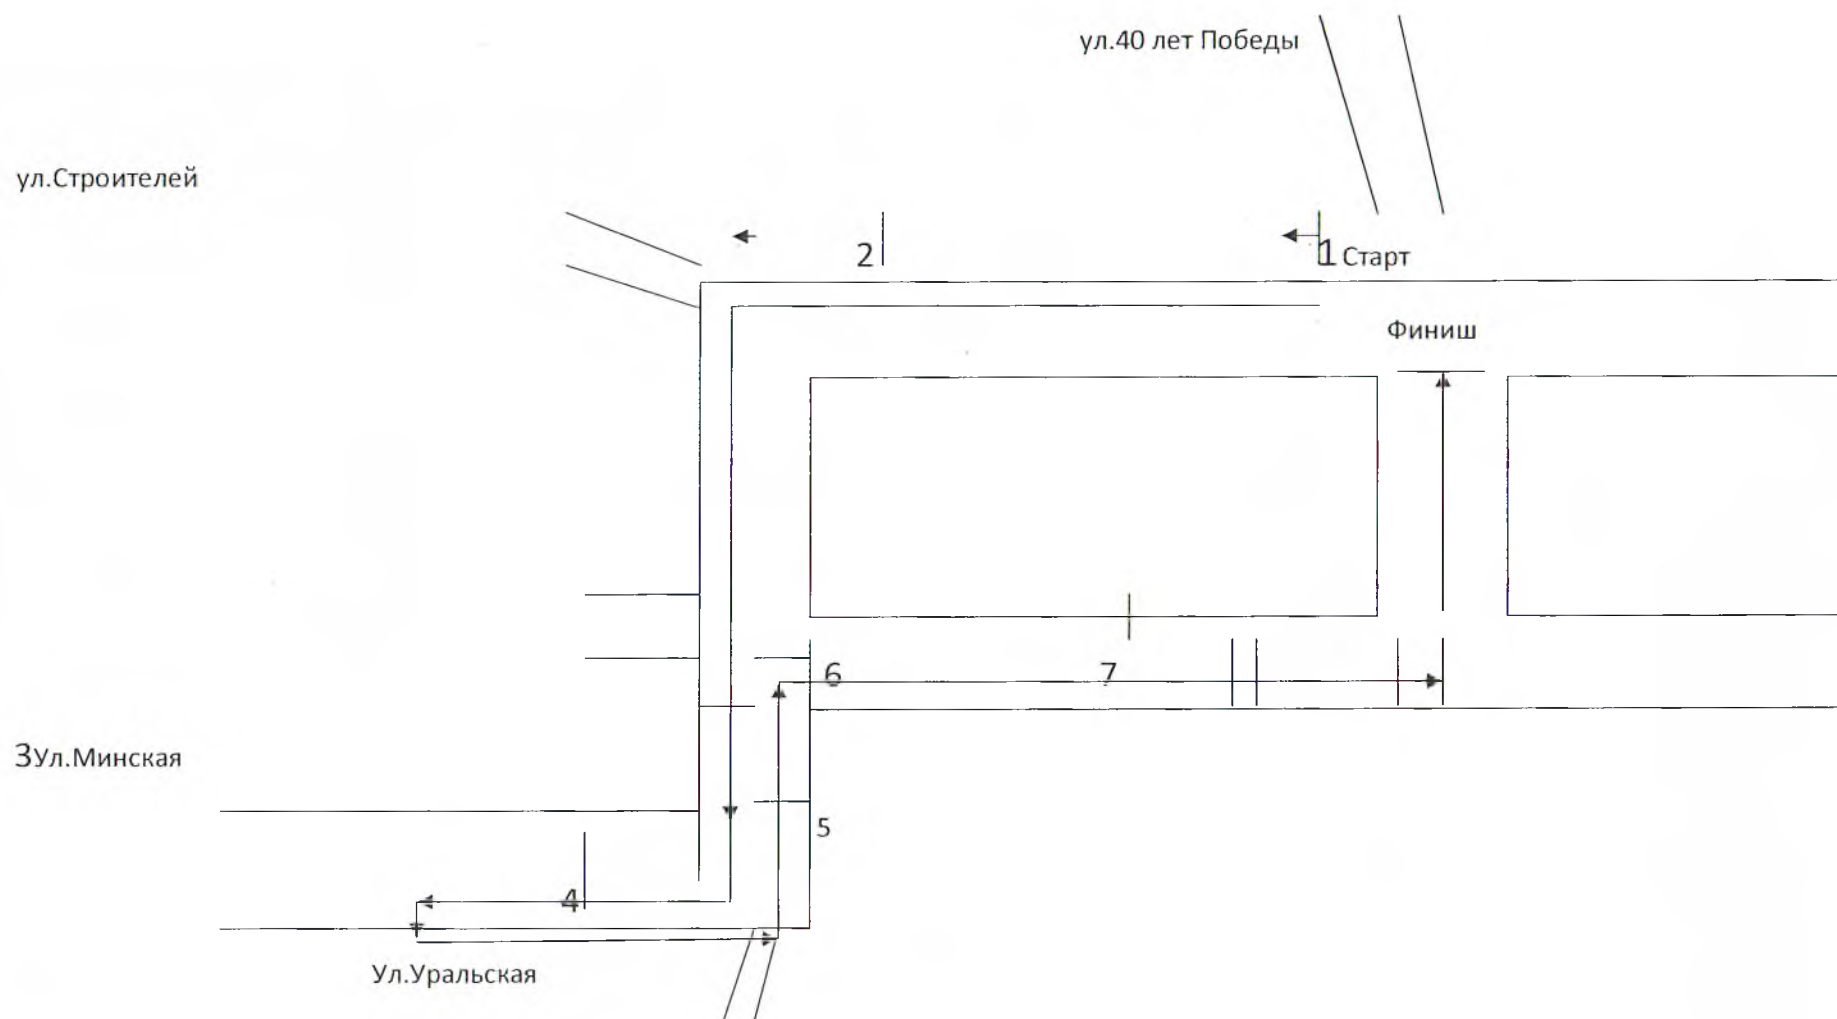 ул.40 лет Победы
ул.Строителей
2
1 Старт
Финиш
6
7
3Ул.Минская
5
4
Ул.Уральская